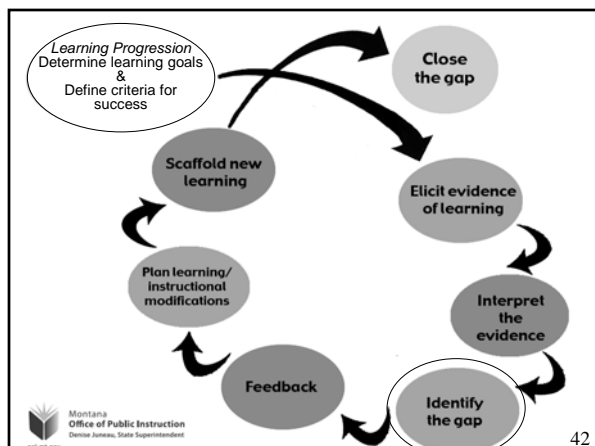 Learning Progression
Determine learning goals
&
Define criteria for
success
Close
the gap
Elicit evidence
of learning
Interpret
the
evidence
Identify
the gap
Feedback
Plan learning/
instructional
modifications
Scaffold new
learning
Montana
Office of Public Instruction
Denise Juneau, State Superintendent
42